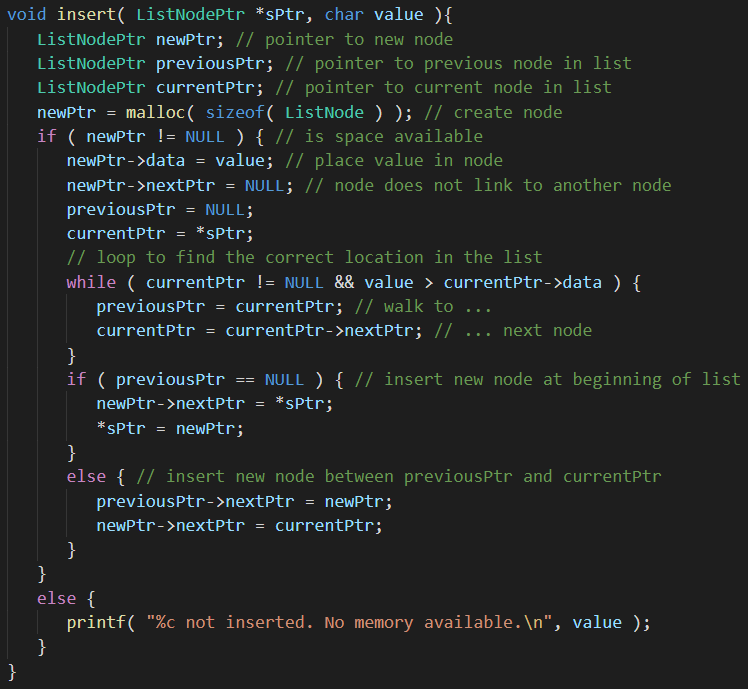 void insert( ListNodePtr *sPtr, char value ){
   ListNodePtr newPtr; // pointer to new node
   ListNodePtr previousPtr; // pointer to previous node in list
   ListNodePtr currentPtr; // pointer to current node in list
   newPtr = malloc( sizeof( ListNode ) ); // create node
   if ( newPtr != NULL ) { // is space available
      newPtr->data = value; // place value in node
      newPtr->nextPtr = NULL; // node does not link to another node
      previousPtr = NULL;
      currentPtr = *sPtr;
      // loop to find the correct location in the list
      while ( currentPtr != NULL && value > currentPtr->data ) {
         previousPtr = currentPtr; // walk to ...
         currentPtr = currentPtr->nextPtr; // ... next node
      }
      if ( previousPtr == NULL ) { // insert new node at beginning of list
         newPtr->nextPtr = *sPtr;
         *sPtr = newPtr;
      }
      else { // insert new node between previousPtr and currentPtr
         previousPtr->nextPtr = newPtr;
         newPtr->nextPtr = currentPtr;
      }
   }
   else {
      printf( "%c not inserted. No memory available.\n", value );
   }
}